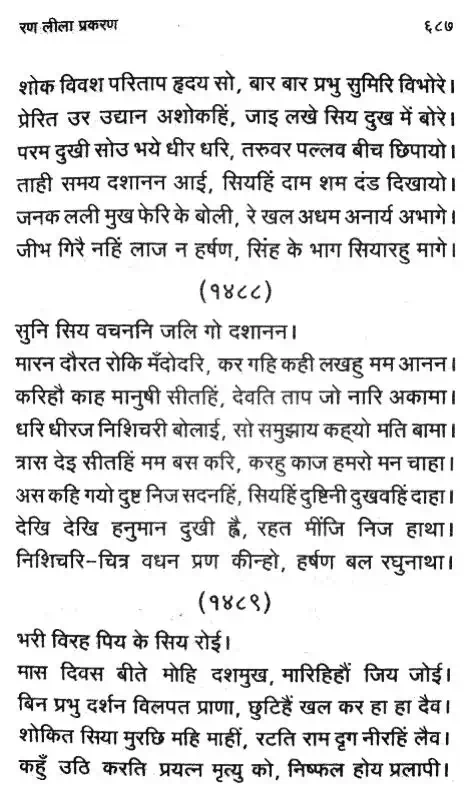 रण लीला प्रकरण ६८७
शोक विवश परिताप हृदय सो, बार बार प्रभु सुमिरि विभोरे।
प्रेरित उर उद्यान अशोकहिं, जाइ लखे सिय दुख में बोरे।
परम दुखी सोउ भये धीर धरि, तरुवर पल्लव बीच छिपायो।
ताही समय दशानन आई, सियहिं दाम शम दंड दिखायो।
जनक लली मुख फेरि के बोली, रे खल अधम अनार्य अभागे।
जीभ गिरै नहिं लाज न हर्षण, सिंह के भाग सियारहु मागे।
(१४८८)
सुनि सिय वचननि जलि गो दशानन।
मारन दौरत रोकि मँदोदरि, कर गहि कही लखहु मम आनन।
करिहौ काह मानुषी सीतहिं, देवति ताप जो नारि अकामा।
धरि धीरज निशिचरी बोलाई, सो समुझाय कह्यो मति बामा।
त्रास देइ सीतहिं मम बस करि, करहु काज हमरो मन चाहा।
अस कहि गयो दुष्ट निज सदनहिं, सियहिं दुष्टिनी दुखवहिं दाहा।
देखि देखि हनुमान दुखी ह्वै, रहत मींजि निज हाथा।
निशिचरि-चित्र वधन प्रण कीन्हो, हर्षण बल रघुनाथा।
(१४८९)
भरी विरह पिय के सिय रोई।
मास दिवस बीते मोहि दशमुख, मारिहिहौं जिय जोई।
बिन प्रभु दर्शन विलपत प्राणा, छुटिहैं खल कर हा हा दैव।
शोकित सिया मुरछि महि माहीं, रटति राम दृग नीरहिं लैव।
कहुँ उठि करति प्रयत्न मृत्यु को, निष्फल होय प्रलापी।